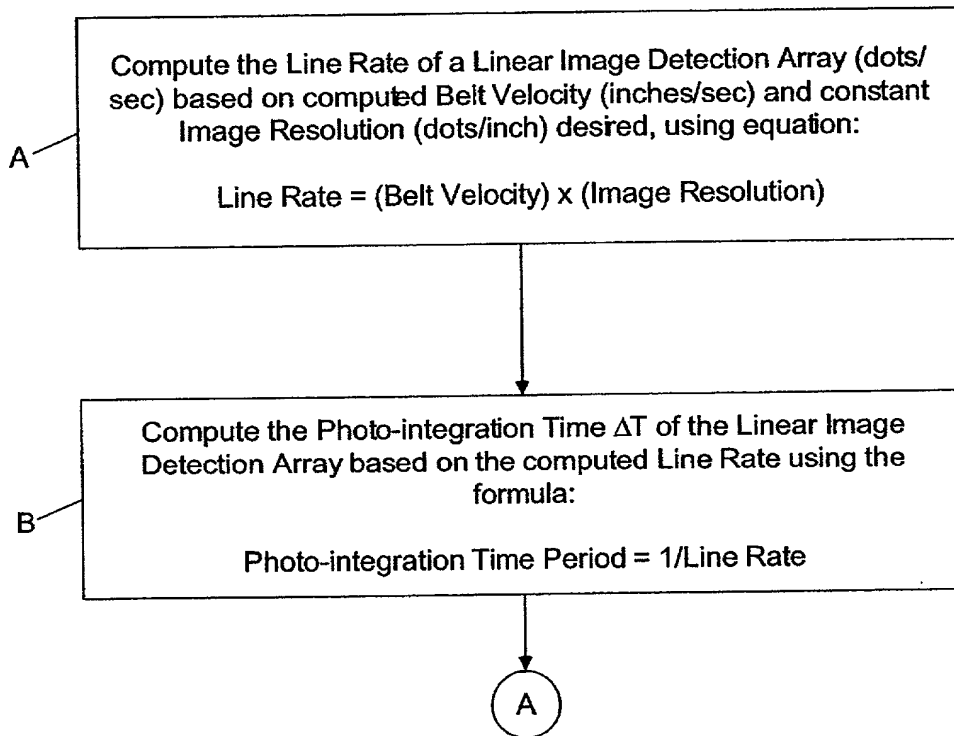 Compute the Line Rate of a Linear Image Detection Array (dots/
sec) based on computed Belt Velocity (inches/sec) and constant
Image Resolution (dots/inch) desired, using equation:
A
Line Rate = (Belt Velocity) x (Image Resolution)
Compute the Photo-integration Time ΔT of the Linear Image
Detection Array based on the computed Line Rate using the
formula:
B
Photo-integration Time Period = 1/Line Rate
A